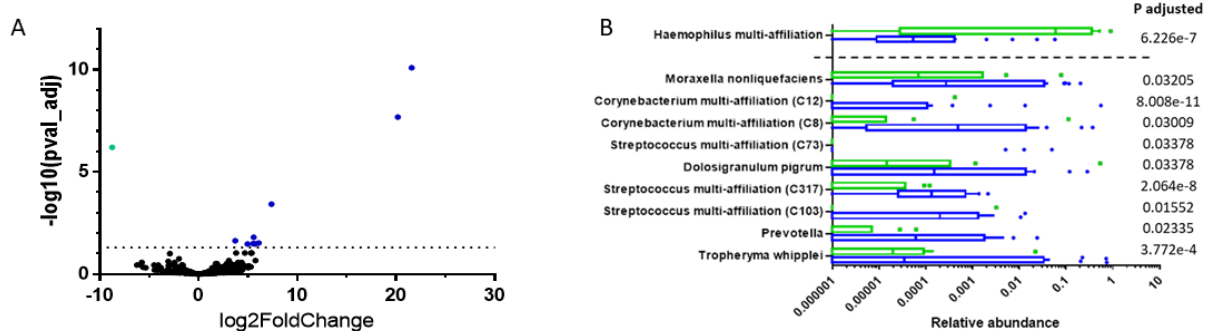 A
-log10(pval_adj)
10
5
0
-10 0 10 20 30
log2FoldChange
B
P adjusted
Haemophilus multi-affiliation 6.226e-7
Moraxella nonliquefaciens 0.03205
Corynebacterium multi-affiliation (C12) 8.008e-11
Corynebacterium multi-affiliation (C8) 0.03009
Streptococcus multi-affiliation (C73) 0.03378
Dolosigranulum pigrum 0.03378
Streptococcus multi-affiliation (C317) 2.064e-8
Streptococcus multi-affiliation (C103) 0.01552
Prevotella 0.02335
Tropheryma whipplei 3.772e-4
0.000001 0.00001 0.0001 0.001 0.01 0.1 1 10
Relative abundance